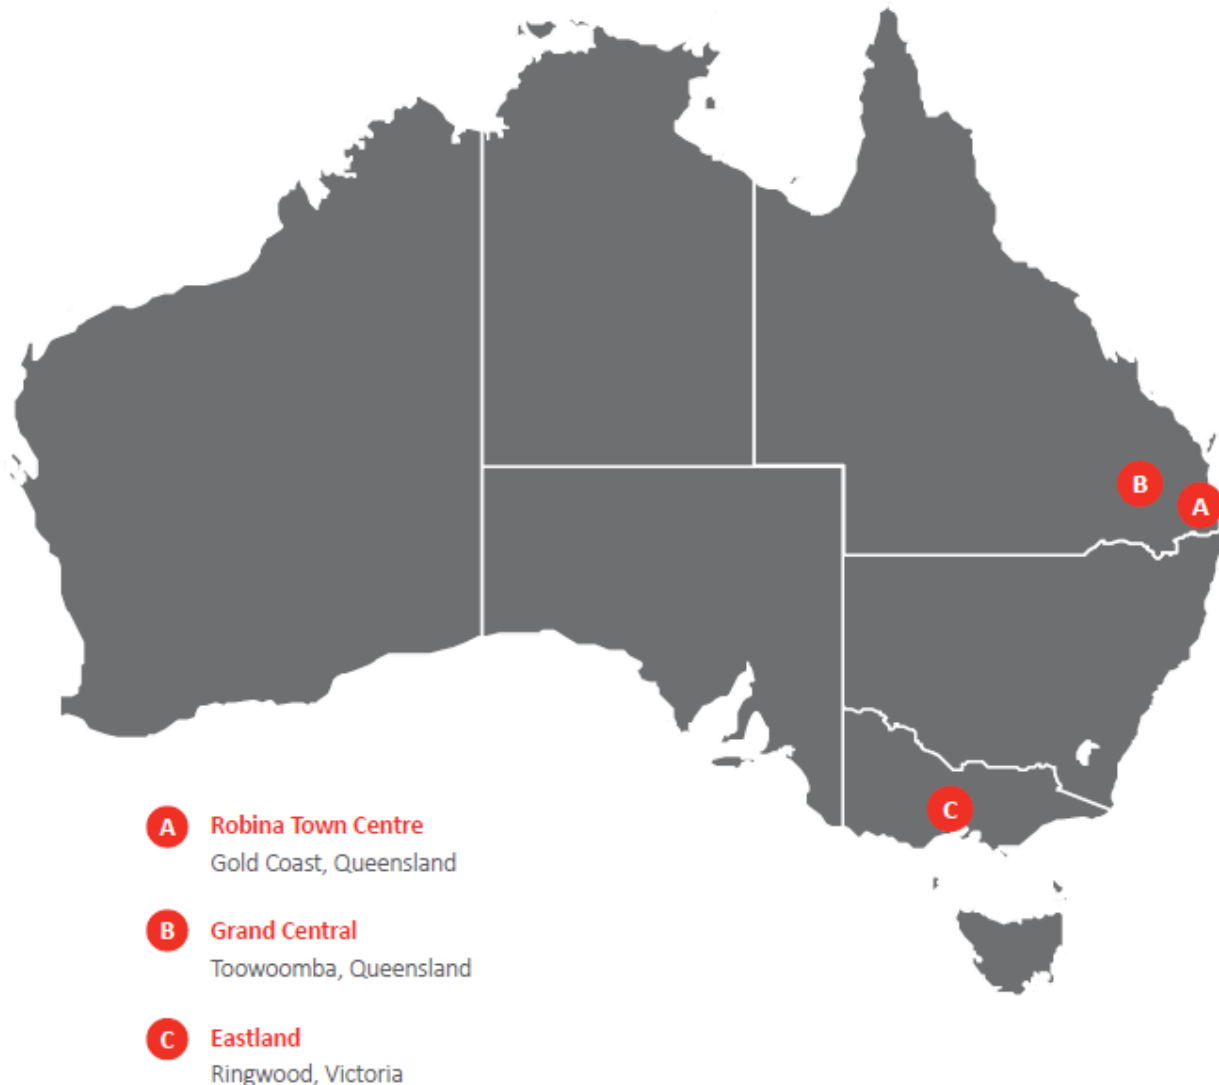 B
A
C
A Robina Town Centre
Gold Coast, Queensland
B Grand Central
Toowoomba, Queensland
C Eastland
Ringwood, Victoria